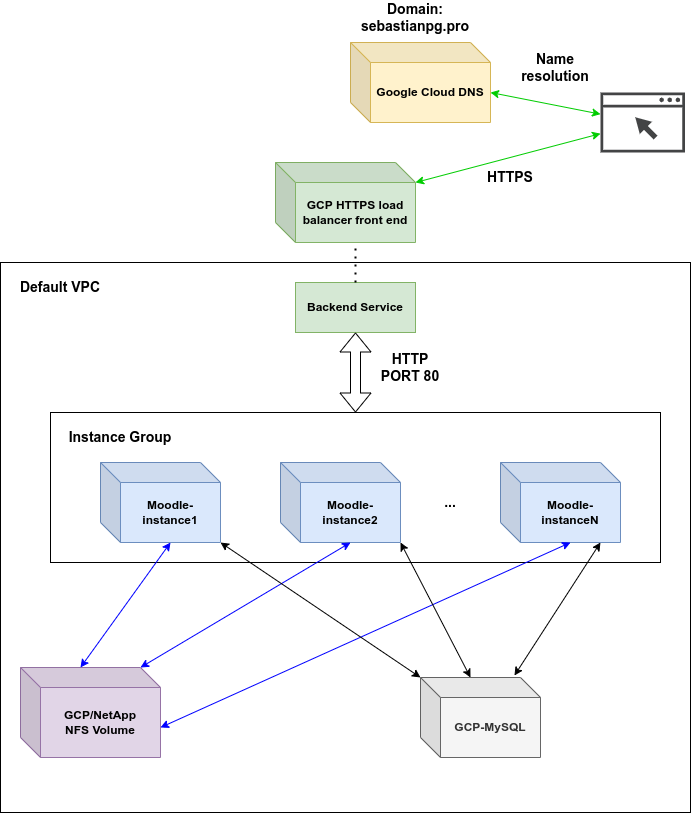 Domain:
sebastianpg.pro
Google Cloud DNS
Name
resolution
HTTPS
GCP HTTPS load
balancer front end
Default VPC
Backend Service
HTTP
PORT 80
Instance Group
Moodle-
instance1
Moodle-
instance2
...
Moodle-
instanceN
GCP/NetApp
NFS Volume
GCP-MySQL